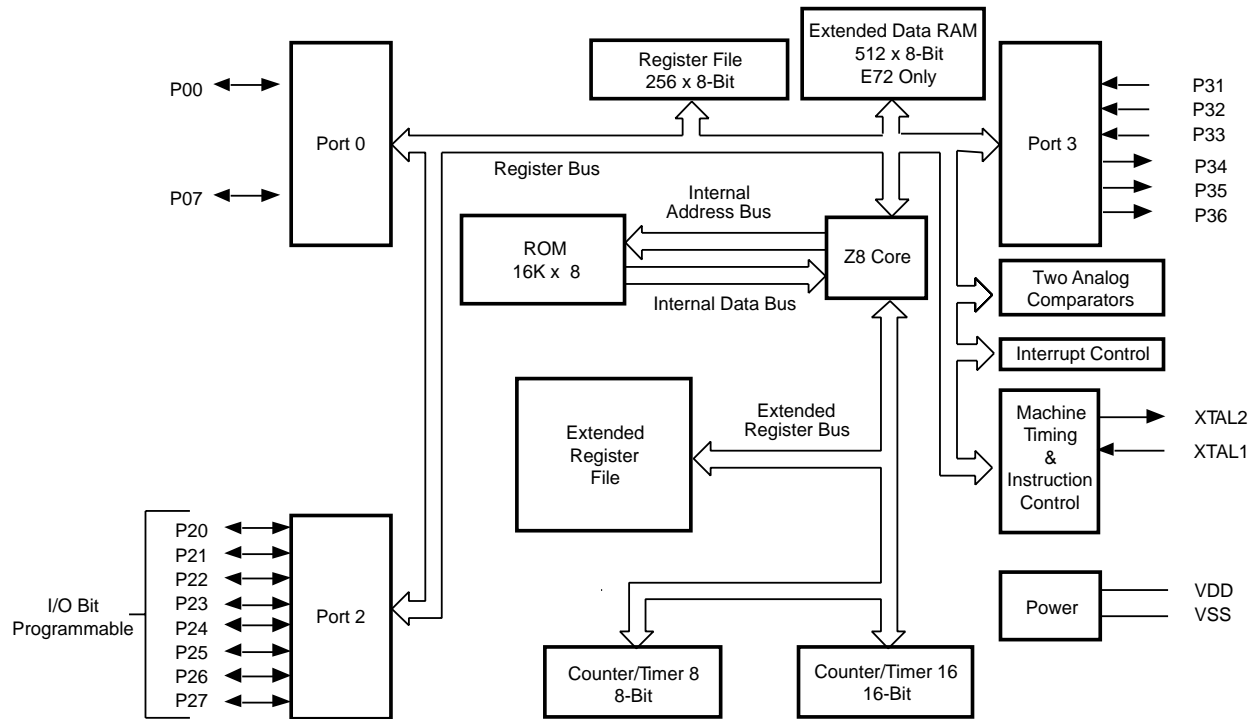 Extended Data RAM
512 x 8-Bit
E72 Only
Register File
256 x 8-Bit
P00
P07
Port 0
Port 3
P31
P32
P33
P34
P35
P36
Register Bus
Internal
Address Bus
ROM
16K x 8
Z8 Core
Internal Data Bus
Two Analog
Comparators
Interrupt Control
Extended
Register
File
Extended
Register Bus
Machine
Timing
&
Instruction
Control
XTAL2
XTAL1
I/O Bit
Programmable
P20
P21
P22
P23
P24
P25
P26
P27
Port 2
Power
VDD
VSS
Counter/Timer 8
8-Bit
Counter/Timer 16
16-Bit